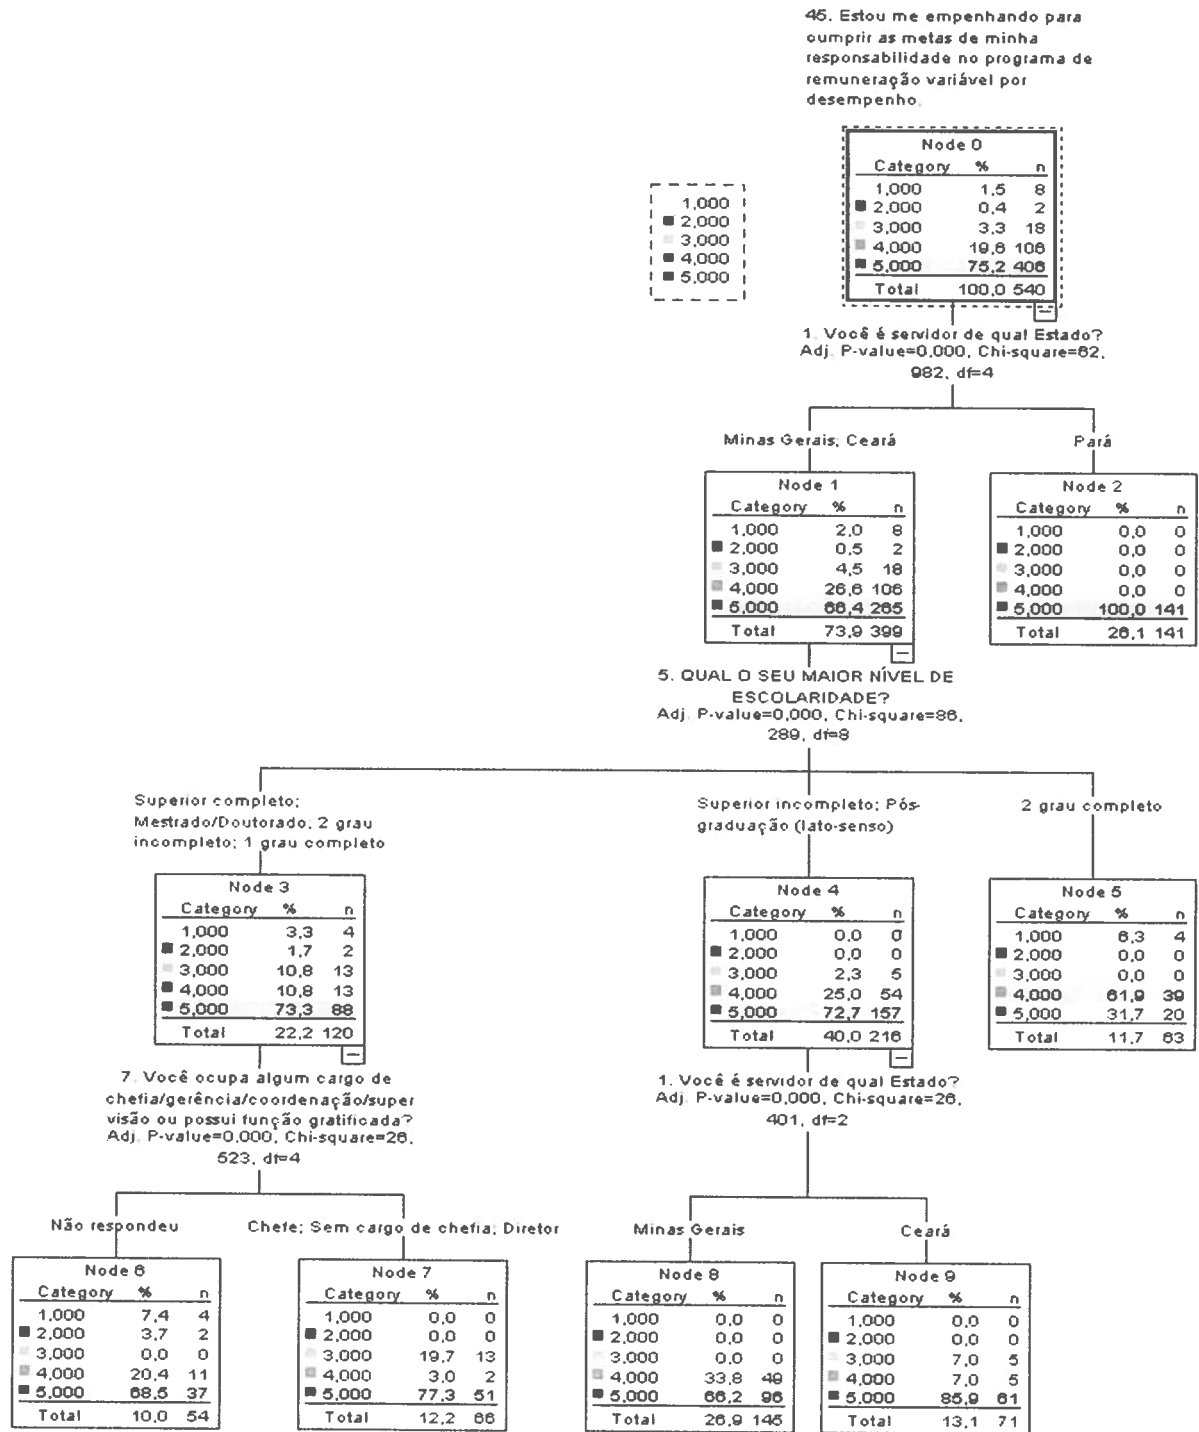 45. Estou me empenhando para
cumprir as metas de minha
responsabilidade no programa de
remuneração variável por
desempenho.
Node 0
Category % n
1,000 1,5 8
2,000 0,4 2
3,000 3,3 18
4,000 19,6 106
5,000 75,2 406
Total 100,0 540
1,000
2,000
3,000
4,000
5,000
1. Você é servidor de qual Estado?
Adj. P-value=0,000, Chi-square=62,
982, df=4
Minas Gerais; Ceará
Pará
Node 1
Category % n
1,000 2,0 8
2,000 0,5 2
3,000 4,5 18
4,000 26,6 106
5,000 66,4 265
Total 73,9 399
Node 2
Category % n
1,000 0,0 0
2,000 0,0 0
3,000 0,0 0
4,000 0,0 0
5,000 100,0 141
Total 26,1 141
5. QUAL O SEU MAIOR NÍVEL DE
ESCOLARIDADE?
Adj. P-value=0,000, Chi-square=86,
289, df=8
Superior completo;
Mestrado/Doutorado; 2 grau
incompleto; 1 grau completo
Superior incompleto; Pós-
graduação (lato-senso)
2 grau completo
Node 3
Category % n
1,000 3,3 4
2,000 1,7 2
3,000 10,8 13
4,000 10,8 13
5,000 73,3 88
Total 22,2 120
Node 4
Category % n
1,000 0,0 0
2,000 0,0 0
3,000 2,3 5
4,000 25,0 54
5,000 72,7 157
Total 40,0 216
Node 5
Category % n
1,000 6,3 4
2,000 0,0 0
3,000 0,0 0
4,000 61,9 39
5,000 31,7 20
Total 11,7 63
7. Você ocupa algum cargo de
chefia/gerência/coordenação/super
visão ou possui função gratificada?
Adj. P-value=0,000, Chi-square=26,
523, df=4
1. Você é servidor de qual Estado?
Adj. P-value=0,000, Chi-square=26,
401, df=2
Não respondeu
Chefe; Sem cargo de chefia; Diretor
Minas Gerais
Ceará
Node 6
Category % n
1,000 7,4 4
2,000 3,7 2
3,000 0,0 0
4,000 20,4 11
5,000 68,5 37
Total 10,0 54
Node 7
Category % n
1,000 0,0 0
2,000 0,0 0
3,000 19,7 13
4,000 3,0 2
5,000 77,3 51
Total 12,2 66
Node 8
Category % n
1,000 0,0 0
2,000 0,0 0
3,000 0,0 0
4,000 33,8 49
5,000 66,2 96
Total 26,9 145
Node 9
Category % n
1,000 0,0 0
2,000 0,0 0
3,000 7,0 5
4,000 7,0 5
5,000 85,9 61
Total 13,1 71